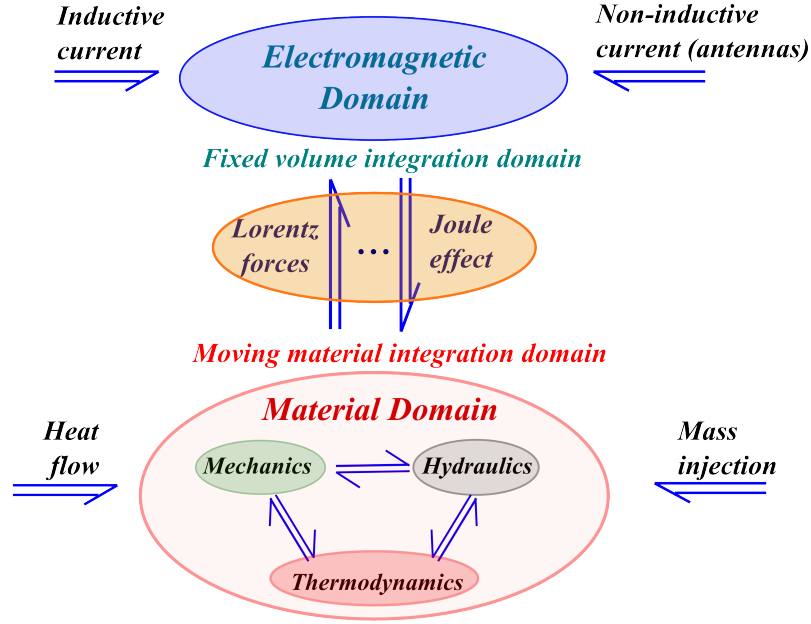 Inductive
current
Non-inductive
current (antennas)
Electromagnetic
Domain
Fixed volume integration domain
Lorentz
forces
...
Joule
effect
Moving material integration domain
Material Domain
Heat
flow
Mass
injection
Mechanics
Hydraulics
Thermodynamics